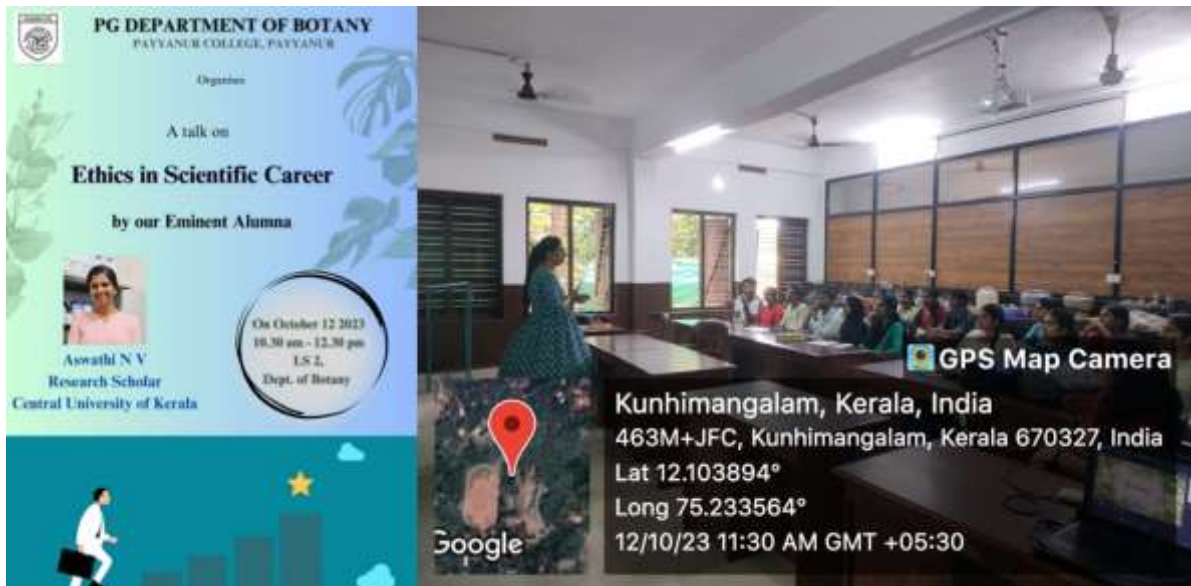 PG DEPARTMENT OF BOTANY
PAYYANUR COLLEGE, PAYYANUR
Organises
A talk on
Ethics in Scientific Career
by our Eminent Alumna
On October 12 2023
10.30 am - 12.30 pm
LS 2,
Dept. of Botany
Aswathi N V
Research Scholar
Central University of Kerala
GPS Map Camera
Kunhimangalam, Kerala, India
463M+JFC, Kunhimangalam, Kerala 670327, India
Lat 12.103894°
Long 75.233564°
12/10/23 11:30 AM GMT +05:30
Google